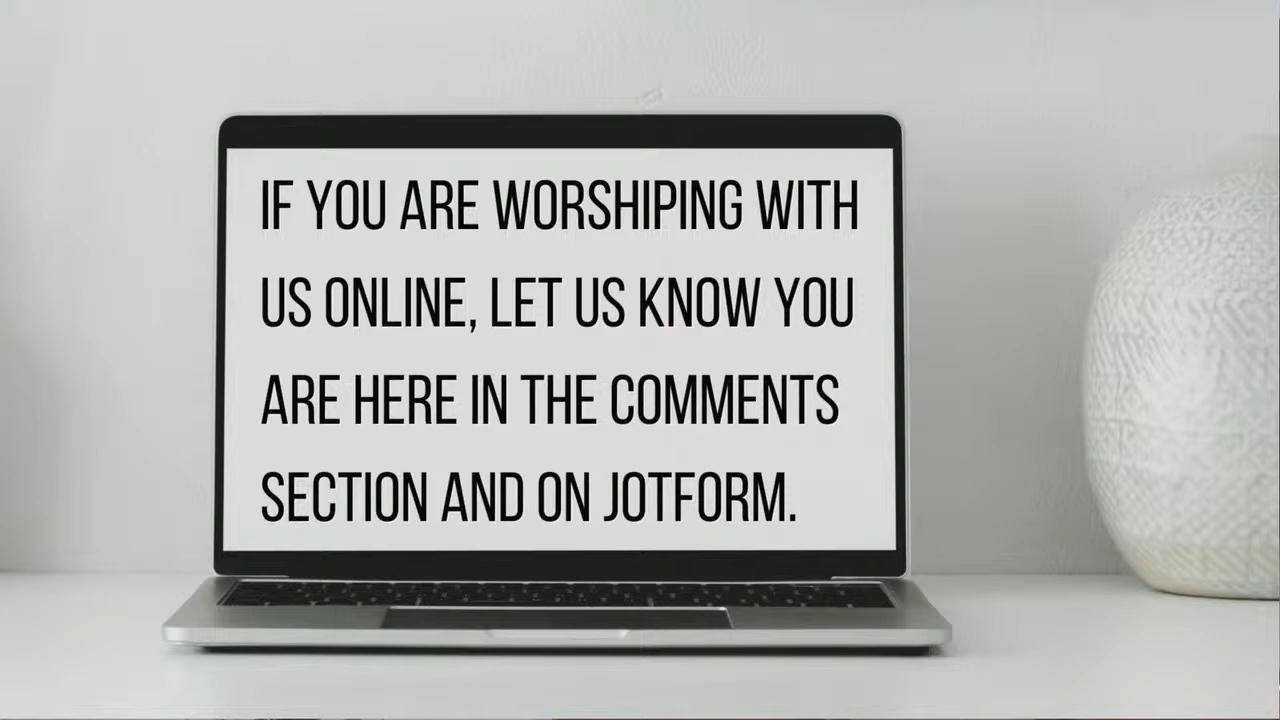 IF YOU ARE WORSHIPING WITH
US ONLINE, LET US KNOW YOU
ARE HERE IN THE COMMENTS
SECTION AND ON JOTFORM.